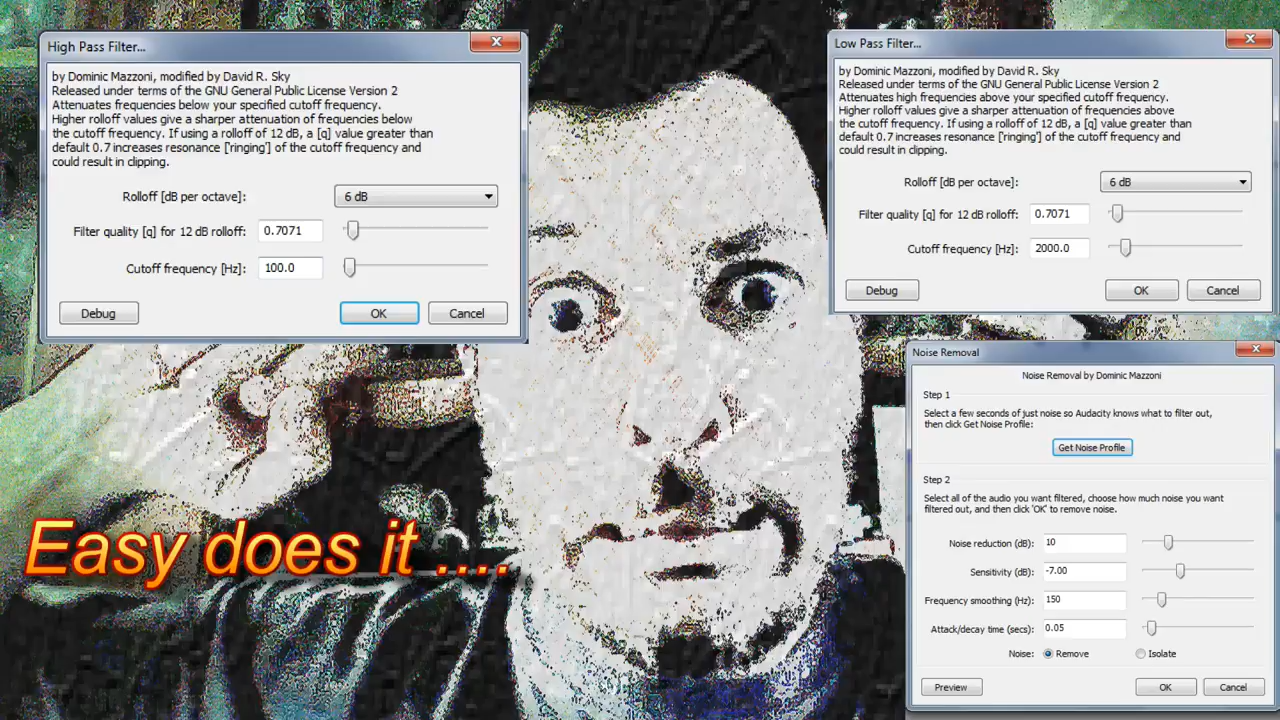 High Pass Filter...
by Dominic Mazzoni, modified by David R. Sky
Released under terms of the GNU General Public License Version 2
Attenuates frequencies below your specified cutoff frequency.
Higher rolloff values give a sharper attenuation of frequencies below
the cutoff frequency. If using a rolloff of 12 dB, a [q] value greater than
default 0.7 increases resonance ['ringing'] of the cutoff frequency and
could result in clipping.
Rolloff [dB per octave]: 6 dB
Filter quality [q] for 12 dB rolloff: 0.7071
Cutoff frequency [Hz]: 100.0
Debug OK Cancel
Low Pass Filter...
by Dominic Mazzoni, modified by David R. Sky
Released under terms of the GNU General Public License Version 2
Attenuates high frequencies above your specified cutoff frequency.
Higher rolloff values give a sharper attenuation of frequencies above
the cutoff frequency. If using a rolloff of 12 dB, a [q] value greater than
default 0.7 increases resonance ['ringing'] of the cutoff frequency and
could result in clipping.
Rolloff [dB per octave]: 6 dB
Filter quality [q] for 12 dB rolloff: 0.7071
Cutoff frequency [Hz]: 2000.0
Debug OK Cancel
Noise Removal
Noise Removal by Dominic Mazzoni
Step 1
Select a few seconds of just noise so Audacity knows what to filter out,
then click Get Noise Profile:
Get Noise Profile
Step 2
Select all of the audio you want filtered, choose how much noise you want
filtered out, and then click 'OK' to remove noise.
Noise reduction (dB): 10
Sensitivity (dB): -7.00
Frequency smoothing (Hz): 150
Attack/decay time (secs): 0.05
Noise: Remove Isolate
Preview OK Cancel
Easy does it ....